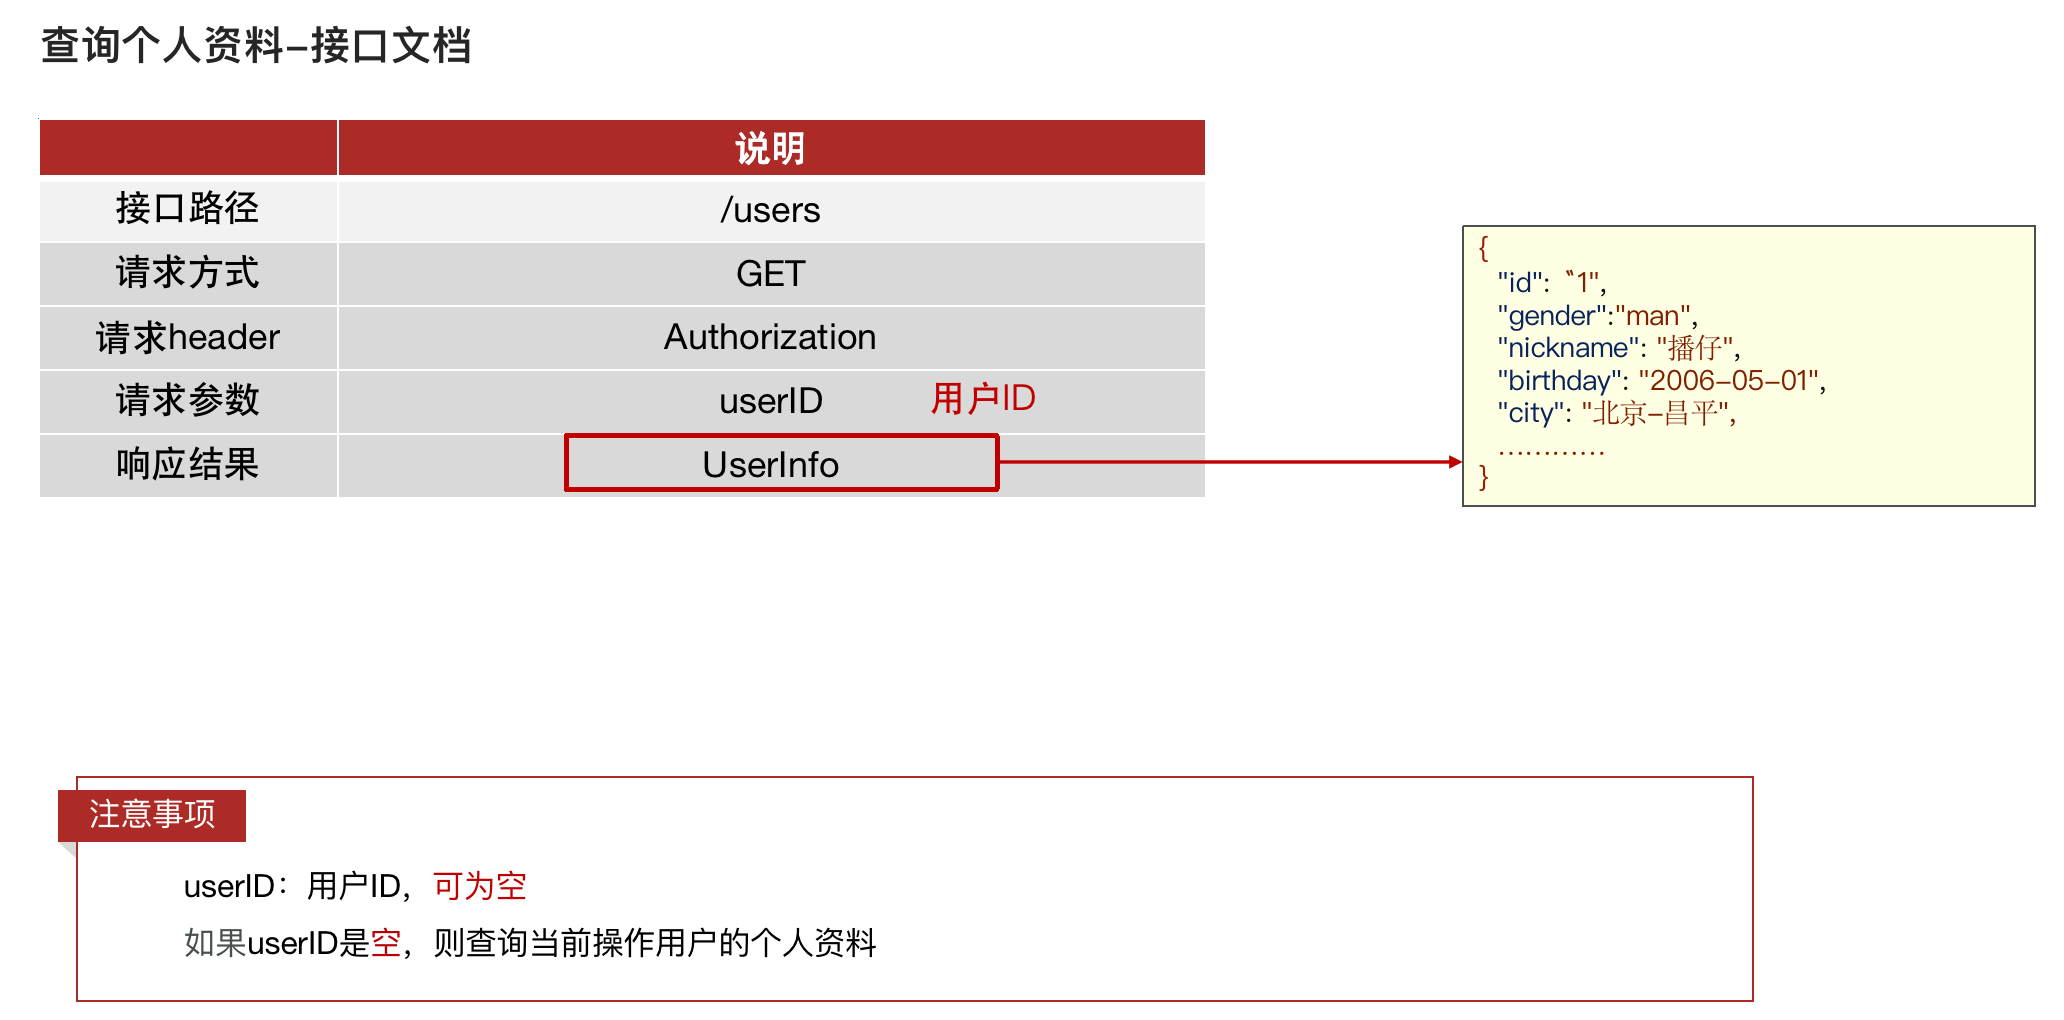 查询个人资料-接口文档
说明
接口路径 /users
请求方式 GET
请求header Authorization
请求参数 userID 用户ID
响应结果 UserInfo
{
"id": "1",
"gender":"man",
"nickname": "播仔",
"birthday": "2006-05-01",
"city": "北京-昌平",
…………
}
注意事项
userID：用户ID，可为空
如果userID是空，则查询当前操作用户的个人资料